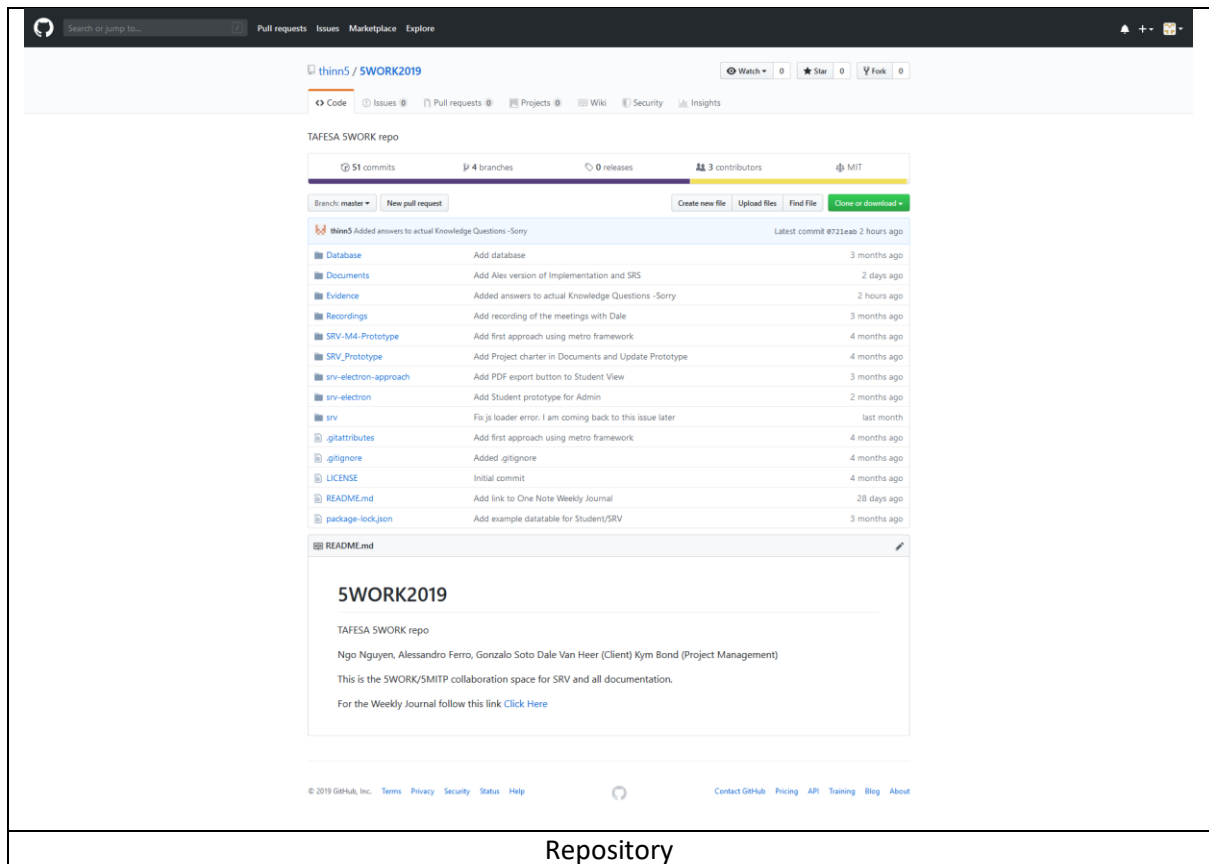 Search or jump to... / Pull requests Issues Marketplace Explore
thinn5 / 5WORK2019 Watch 0 Star 0 Fork 0
Code Issues 0 Pull requests 0 Projects 0 Wiki Security Insights
TAFESA 5WORK repo
51 commits 4 branches 0 releases 3 contributors MIT
Branch: master New pull request Create new file Upload files Find File Clone or download
thinn5 Added answers to actual Knowledge Questions -Sorry Latest commit 0721eab 2 hours ago
Database Add database 3 months ago
Documents Add Alex version of Implementation and SRS 2 days ago
Evidence Added answers to actual Knowledge Questions -Sorry 2 hours ago
Recordings Add recording of the meetings with Dale 3 months ago
SRV-M4-Prototype Add first approach using metro framework 4 months ago
SRV_Prototype Add Project charter in Documents and Update Prototype 4 months ago
srv-electron-approach Add PDF export button to Student View 3 months ago
srv-electron Add Student prototype for Admin 2 months ago
srv Fix js loader error. I am coming back to this issue later last month
.gitattributes Add first approach using metro framework 4 months ago
.gitignore Added .gitignore 4 months ago
LICENSE Initial commit 4 months ago
README.md Add link to One Note Weekly Journal 28 days ago
package-lock.json Add example datatable for Student/SRV 3 months ago
README.md
5WORK2019
TAFESA 5WORK repo
Ngo Nguyen, Alessandro Ferro, Gonzalo Soto Dale Van Heer (Client) Kym Bond (Project Management)
This is the 5WORK/5MITP collaboration space for SRV and all documentation.
For the Weekly Journal follow this link Click Here
© 2019 GitHub, Inc. Terms Privacy Security Status Help Contact GitHub Pricing API Training Blog About
Repository